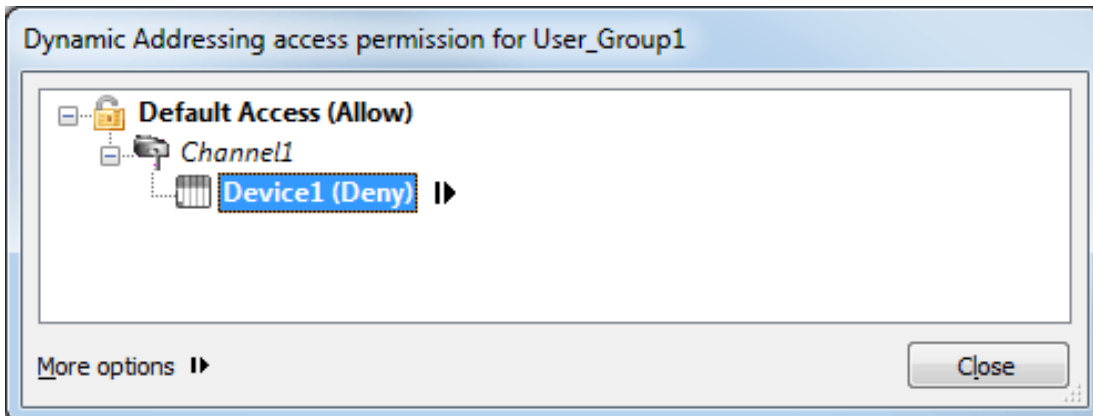 Dynamic Addressing access permission for User_Group1
Default Access (Allow)
Channel1
Device1 (Deny)
More options
Close